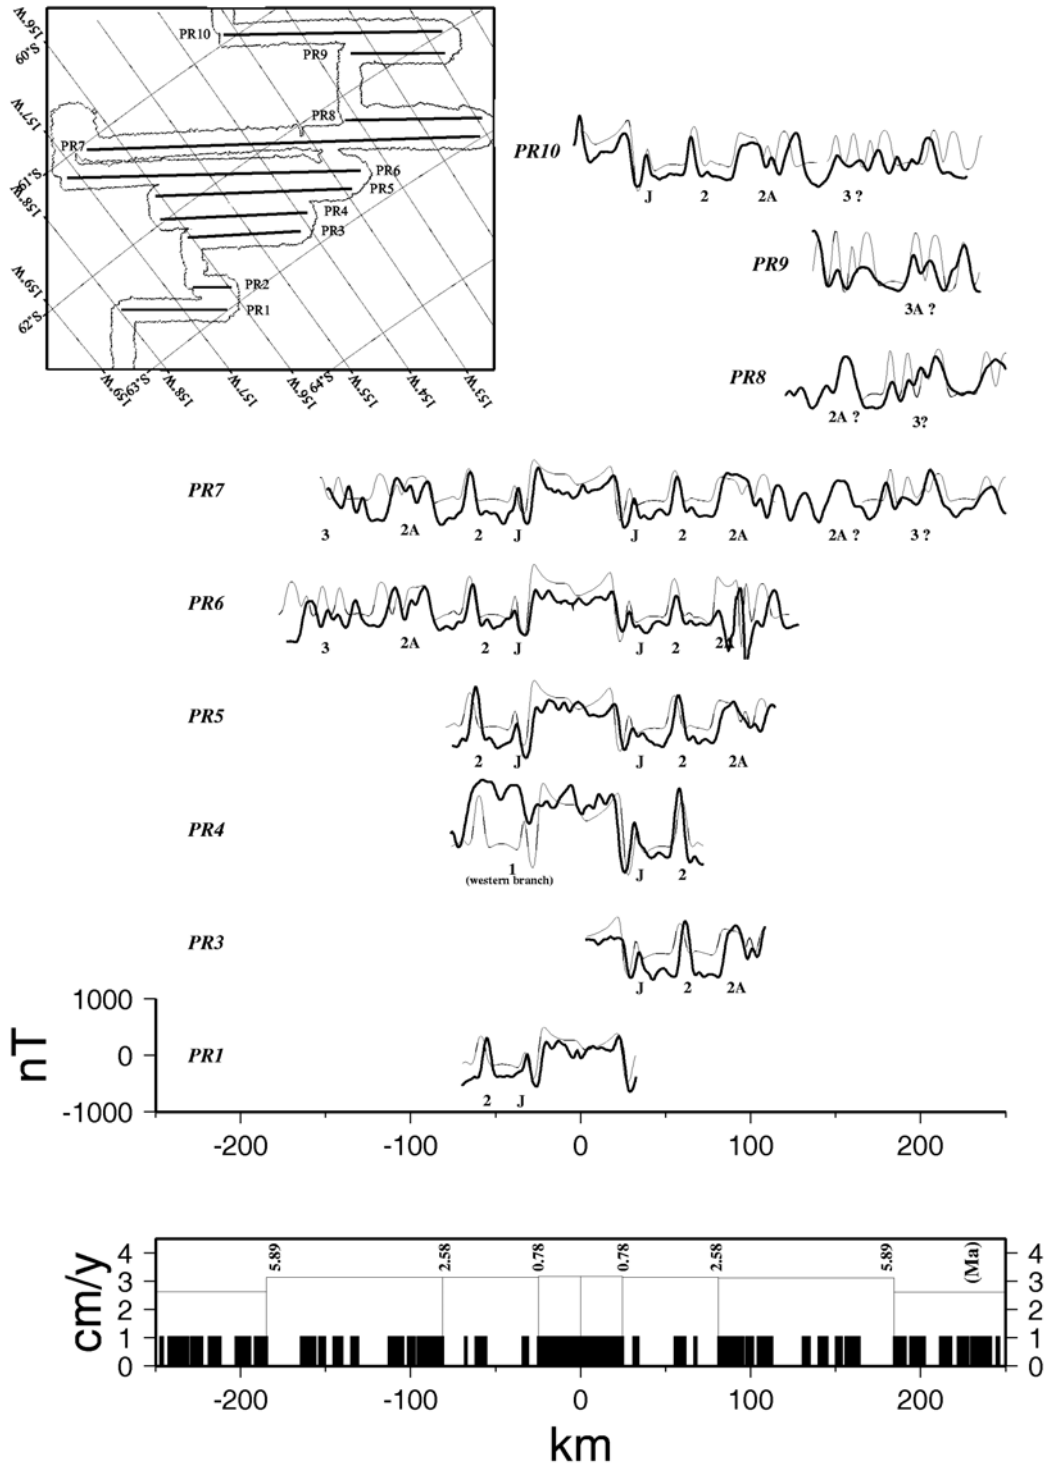 156°W
60°S
157°W
61°S
158°W
159°W
62°S
PR10
PR9
PR8
PR7
PR6
PR5
PR4
PR3
PR2
PR1
159°W
63°S
158°W
157°W
156°W
64°S
155°W
154°W
153°W
PR10
J 2 2A 3 ?
PR9
3A ?
PR8
2A ? 3?
PR7
3 2A 2 J J 2 2A 2A ? 3 ?
PR6
3 2A 2 J J 2 2A
PR5
2 J J 2 2A
PR4
1 J 2
(western branch)
PR3
J 2 2A
PR1
2 J
nT
1000
0
-1000
-200 -100 0 100 200
cm/y
4
3
2
1
0
5.89 2.58 0.78 0.78 2.58 5.89 (Ma)
4
3
2
1
0
-200 -100 0 100 200
km